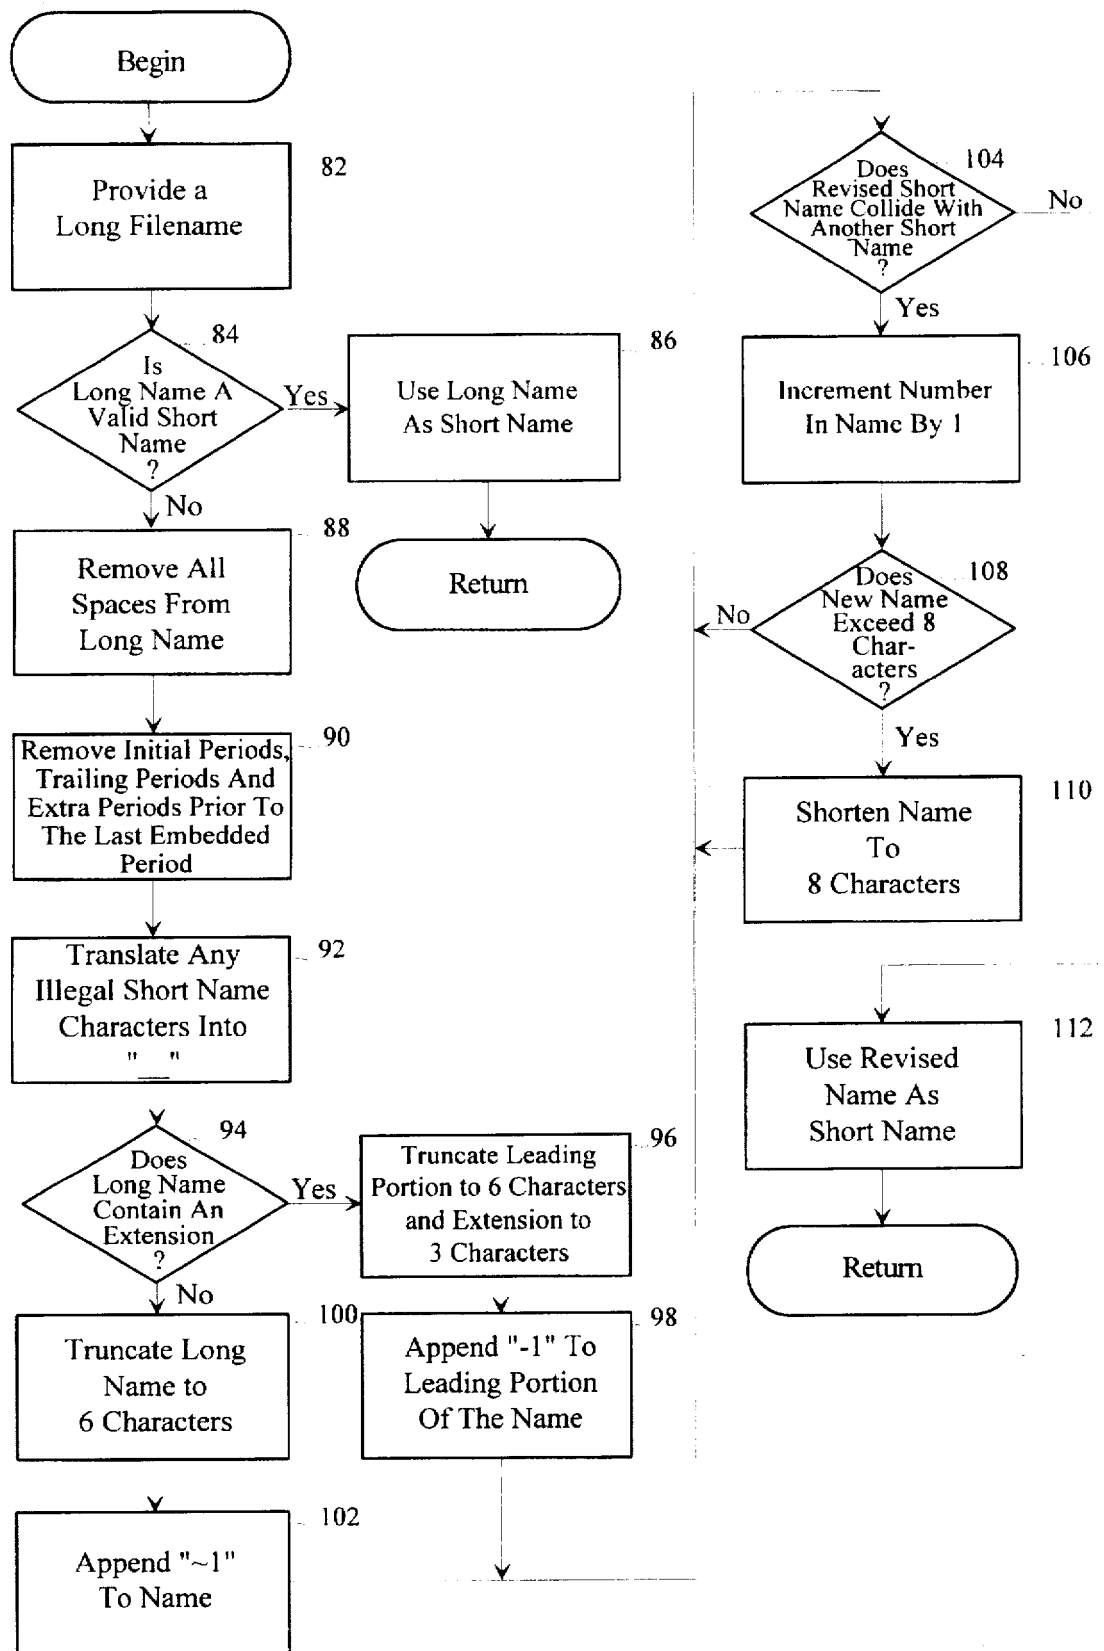 Begin
82
Provide a
Long Filename
84
Is
Long Name A
Valid Short
Name
?
Yes
No
86
Use Long Name
As Short Name
Return
88
Remove All
Spaces From
Long Name
90
Remove Initial Periods,
Trailing Periods And
Extra Periods Prior To
The Last Embedded
Period
92
Translate Any
Illegal Short Name
Characters Into
"__"
94
Does
Long Name
Contain An
Extension
?
Yes
No
96
Truncate Leading
Portion to 6 Characters
and Extension to
3 Characters
98
Append "-1" To
Leading Portion
Of The Name
100
Truncate Long
Name to
6 Characters
102
Append "~1"
To Name
104
Does
Revised Short
Name Collide With
Another Short
Name
?
No
Yes
106
Increment Number
In Name By 1
108
Does
New Name
Exceed 8
Char-
acters
?
No
Yes
110
Shorten Name
To
8 Characters
112
Use Revised
Name As
Short Name
Return